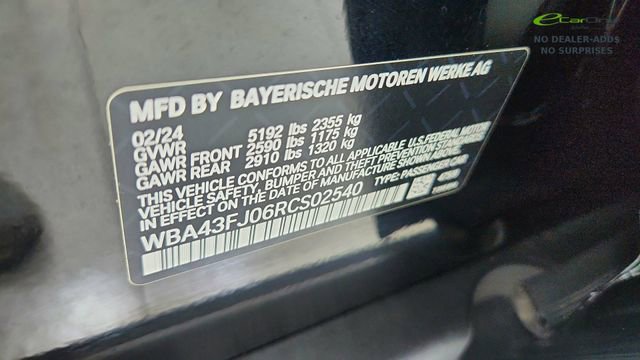 eCarOne
NO DEALER-ADDS
NO SURPRISES
MFD BY BAYERISCHE MOTOREN WERKE AG
02/24
GVWR 5192 lbs 2355 kg
GAWR FRONT 2590 lbs 1175 kg
GAWR REAR 2910 lbs 1320 kg
THIS VEHICLE CONFORMS TO ALL APPLICABLE U.S. FEDERAL MOTOR
VEHICLE SAFETY, BUMPER AND THEFT PREVENTION STANDARDS
IN EFFECT ON THE DATE OF MANUFACTURE SHOWN ABOVE.
WBA43FJ06RCS02540 TYPE: PASSENGER CAR